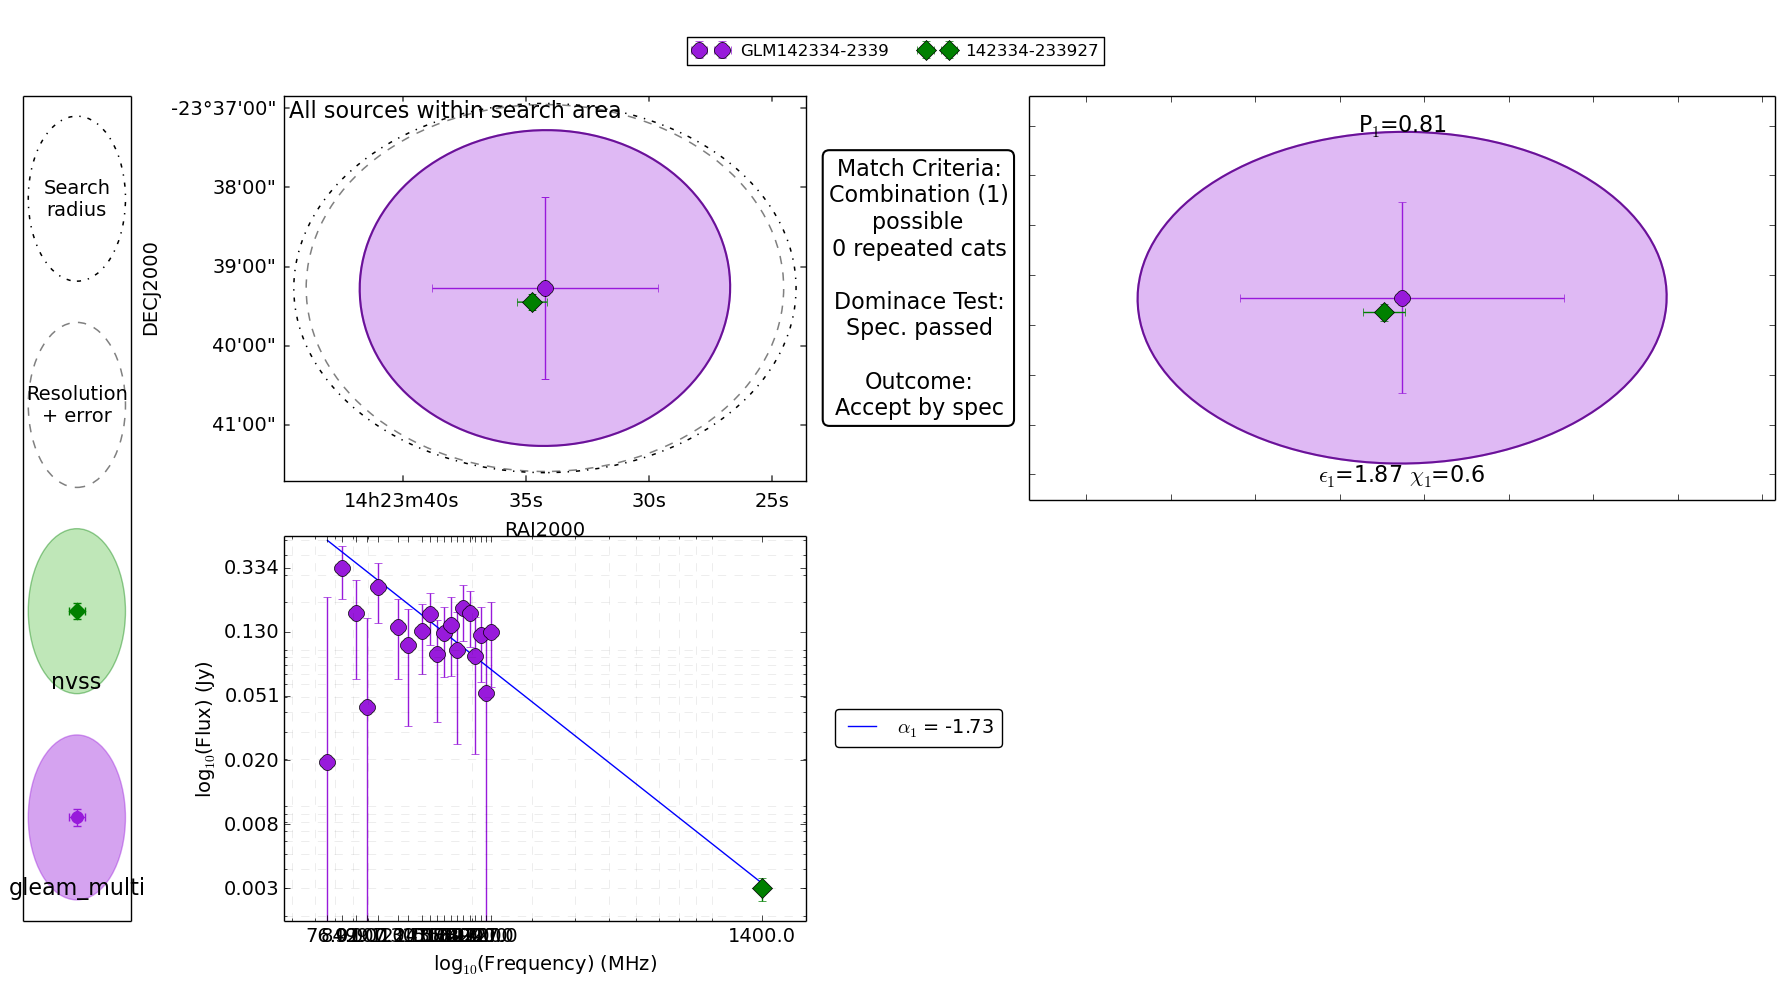 GLM142334-2339 142334-233927
Search
radius
Resolution
+ error
nvss
gleam_multi
All sources within search area
DECJ2000
-23°37'00"
38'00"
39'00"
40'00"
41'00"
14h23m40s 35s 30s 25s
RAJ2000
Match Criteria:
Combination (1)
possible
0 repeated cats
Dominace Test:
Spec. passed
Outcome:
Accept by spec
P₁=0.81
ϵ₁=1.87 χ₁=0.6
log₁₀(Flux) (Jy)
0.334
0.130
0.051
0.020
0.008
0.003
1400.0
log₁₀(Frequency) (MHz)
α₁ = -1.73